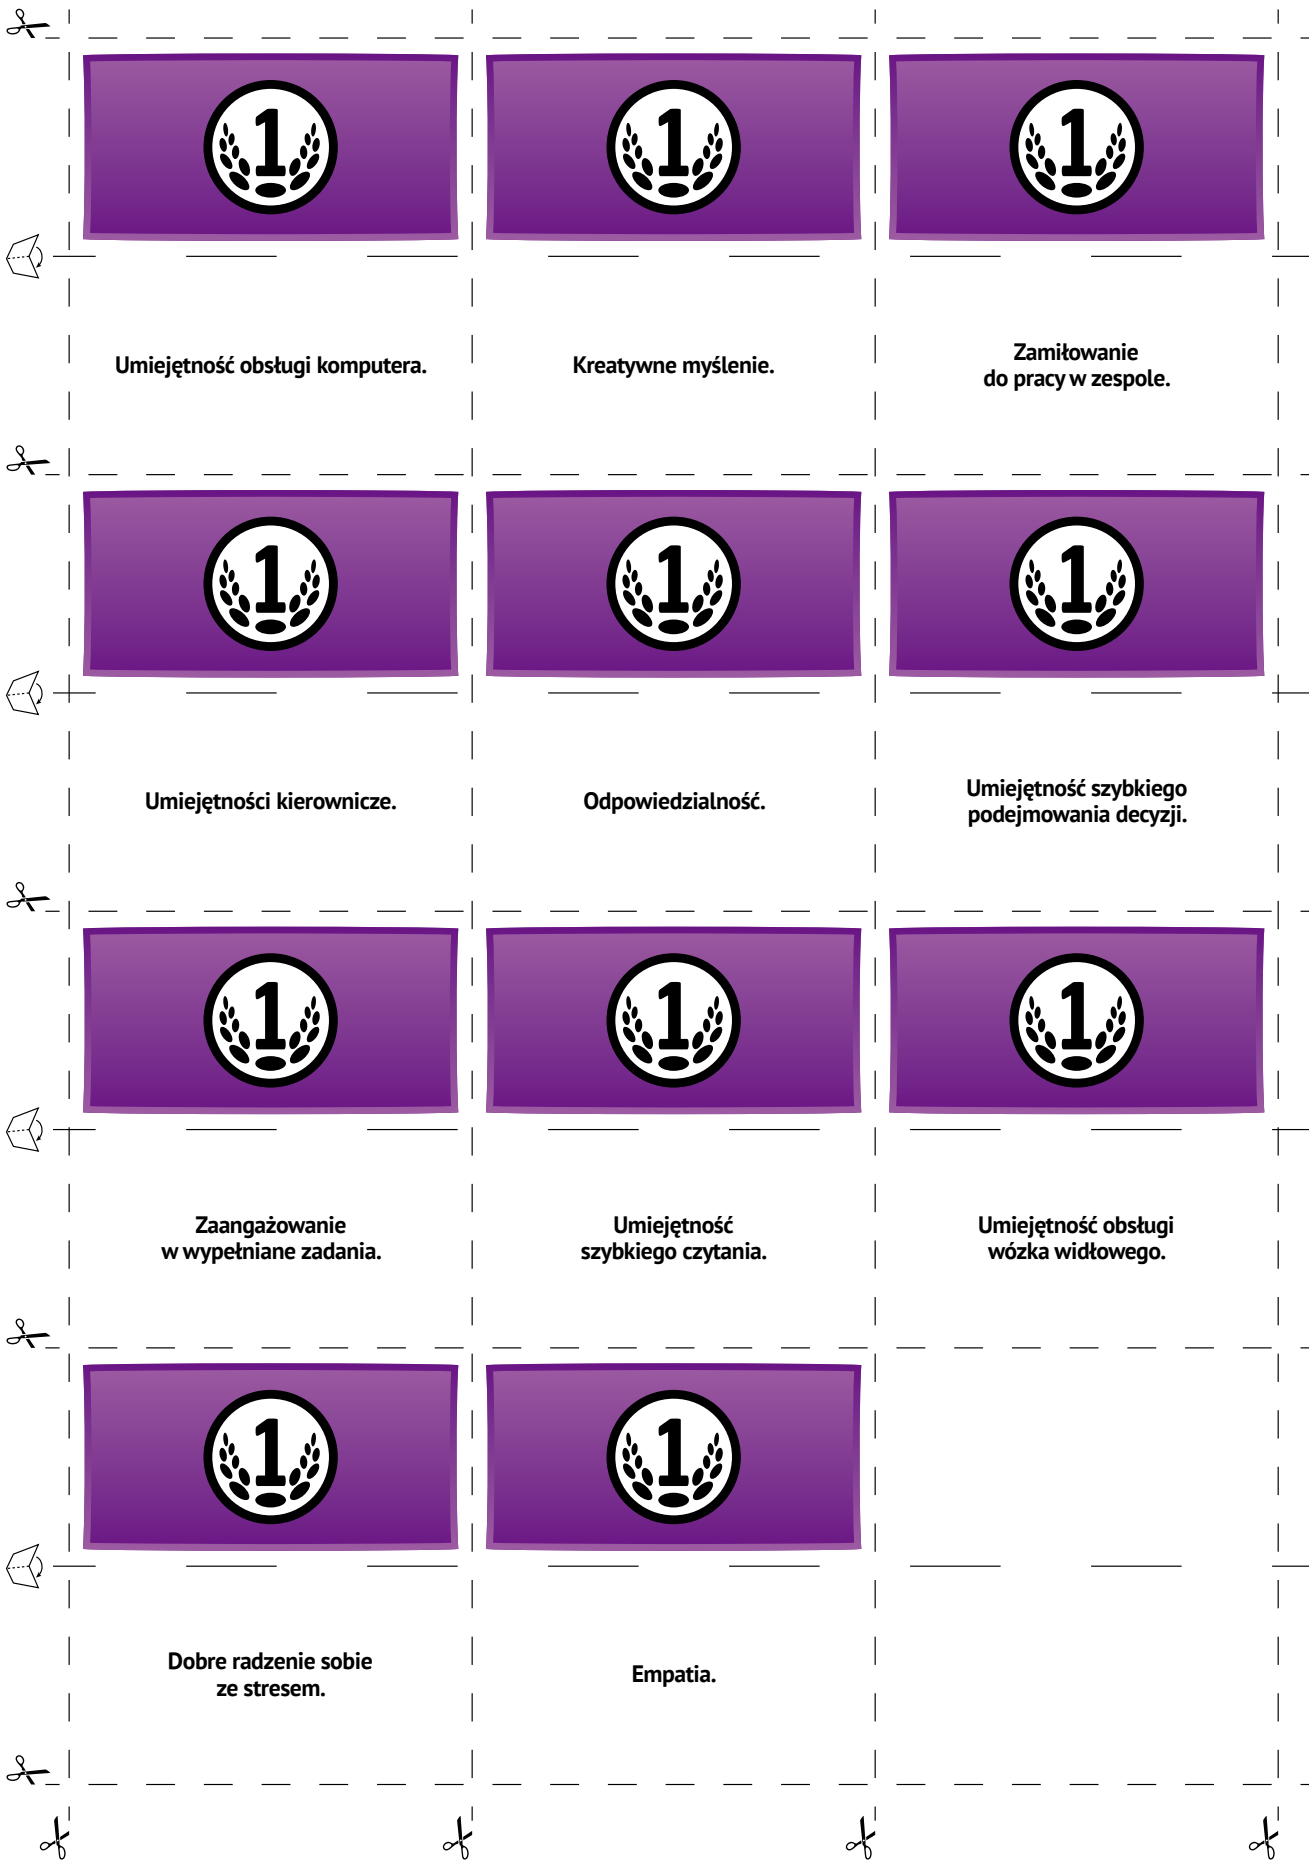 1
1
1
Umiejętność obsługi komputera.
Kreatywne myślenie.
Zamiłowanie
do pracy w zespole.
1
1
1
Umiejętności kierownicze.
Odpowiedzialność.
Umiejętność szybkiego
podejmowania decyzji.
1
1
1
Zaangażowanie
w wypełniane zadania.
Umiejętność
szybkiego czytania.
Umiejętność obsługi
wózka widłowego.
1
1
Dobre radzenie sobie
ze stresem.
Empatia.